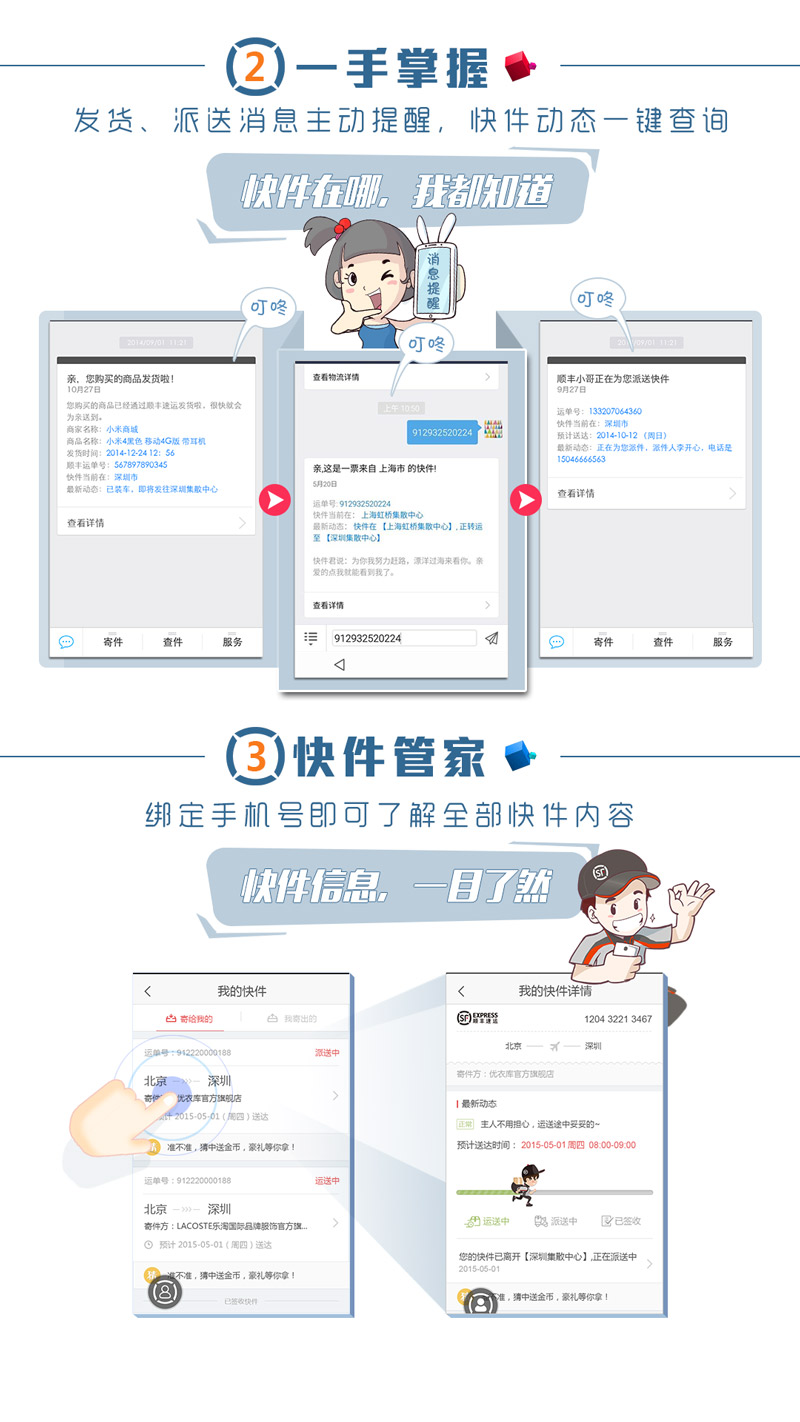 2 一手掌握
发货、派送消息主动提醒，快件动态一键查询
快件在哪，我都知道
消息提醒
叮咚
2014/09/01 11:21
亲，您购买的商品发货啦！
10月27日
您购买的商品已经通过顺丰速运发货啦，很快就会
为亲送到。
商家名称：小米商城
商品名称：小米4黑色 移动4G版 带耳机
发货时间：2014-12-24 12：56
顺丰运单号：567897890345
快件当前在：深圳市
最新动态：已装车，即将发往深圳集散中心
查看详情
寄件 查件 服务
叮咚
查看物流详情
上午 10:50
912932520224
亲,这是一票来自 上海市 的快件!
5月20日
运单号: 912932520224
快件当前在： 上海虹桥集散中心
最新动态： 快件在 【上海虹桥集散中心】, 正转运
至 【深圳集散中心】
快件君说：为你我努力赶路，漂洋过海来看你。亲
爱的点我就能看到我了。
查看详情
912932520224
叮咚
2014/09/01 11:21
顺丰小哥正在为您派送快件
9月27日
运单号： 133207064360
快件当前在：深圳市
预计送达：2014-10-12 （周日）
最新动态：正在为您派件，派件人李开心，电话是
15046666563
查看详情
寄件 查件 服务
3 快件管家
绑定手机号即可了解全部快件内容
快件信息，一目了然
SF
我的快件
寄给我的 我寄出的
运单号：912220000188 派送中
北京 深圳
优衣库官方旗舰店
预计 2015-05-01（周四）送达
猜 准不准，猜中送金币，豪礼等你拿！
运单号：912220000188 运送中
北京 深圳
寄件方：LACOSTE乐淘国际品牌服饰官方旗...
预计 2015-05-01（周四）送达
猜 准不准，猜中送金币，豪礼等你拿！
已签收快件
我的快件详情
SF EXPRESS 顺丰速运 1204 3221 3467
北京 深圳
寄件方：优衣库官方旗舰店
最新动态
正常 主人不用担心，运送途中妥妥的~
预计送达时间： 2015-05-01周四 08:00-09:00
运送中 派送中 已签收
您的快件已离开【深圳集散中心】,正在派送中
2015-05-01
不准，猜中送金币，豪礼等你拿！